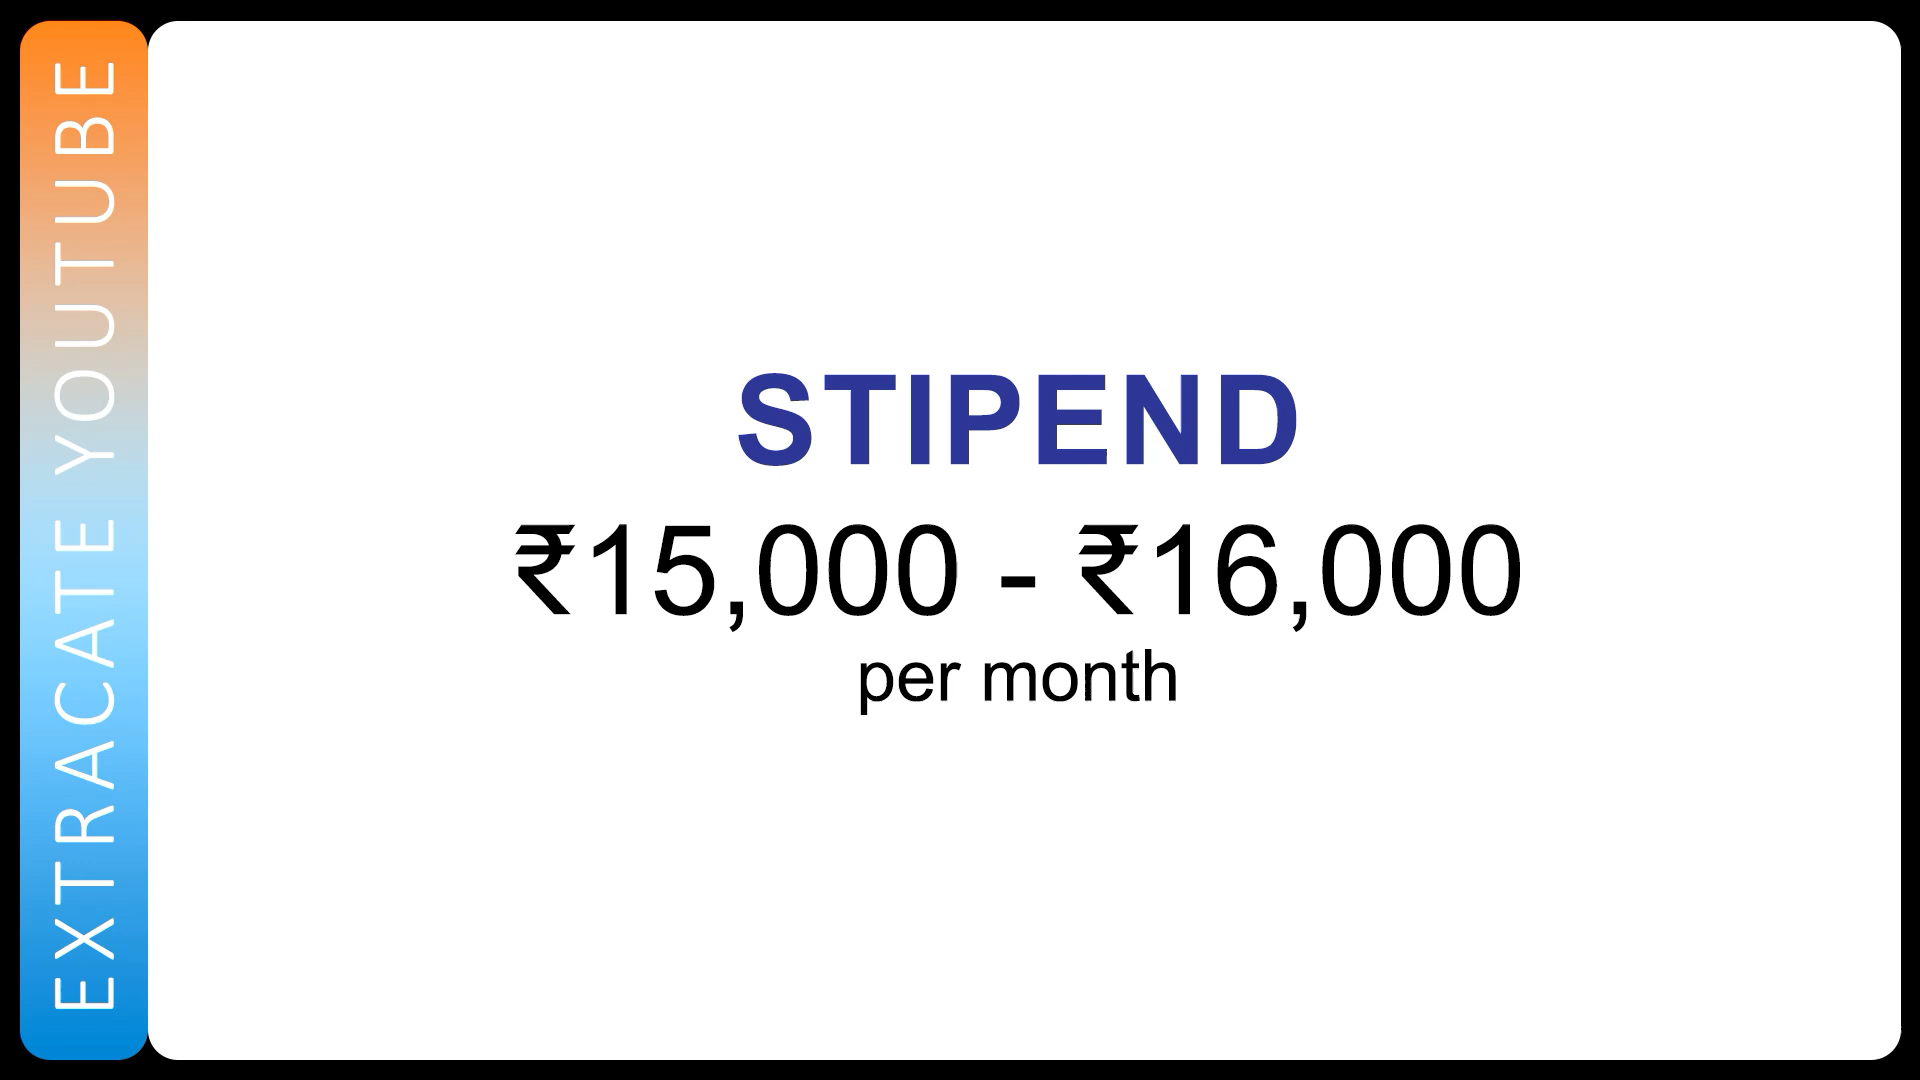 EXTRACATE YOUTUBE
STIPEND
₹15,000 - ₹16,000
per month